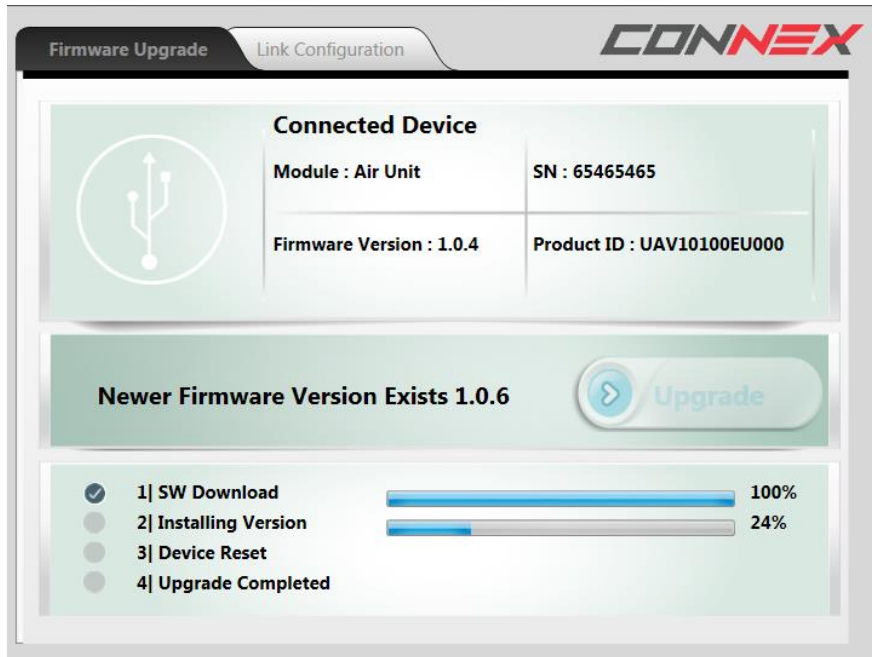 Firmware Upgrade
Link Configuration
CONNEX
Connected Device
Module : Air Unit
SN : 65465465
Firmware Version : 1.0.4
Product ID : UAV10100EU000
Newer Firmware Version Exists 1.0.6
Upgrade
1| SW Download 100%
2| Installing Version 24%
3| Device Reset
4| Upgrade Completed